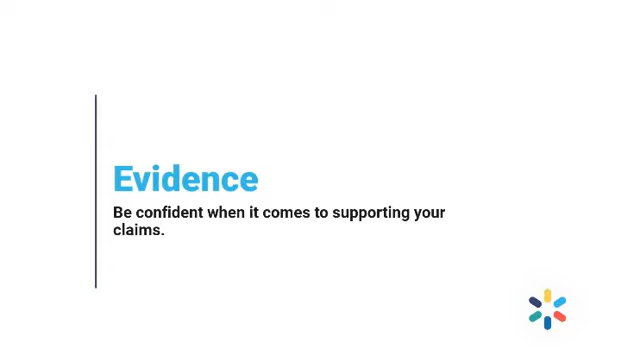 Evidence
Be confident when it comes to supporting your
claims.